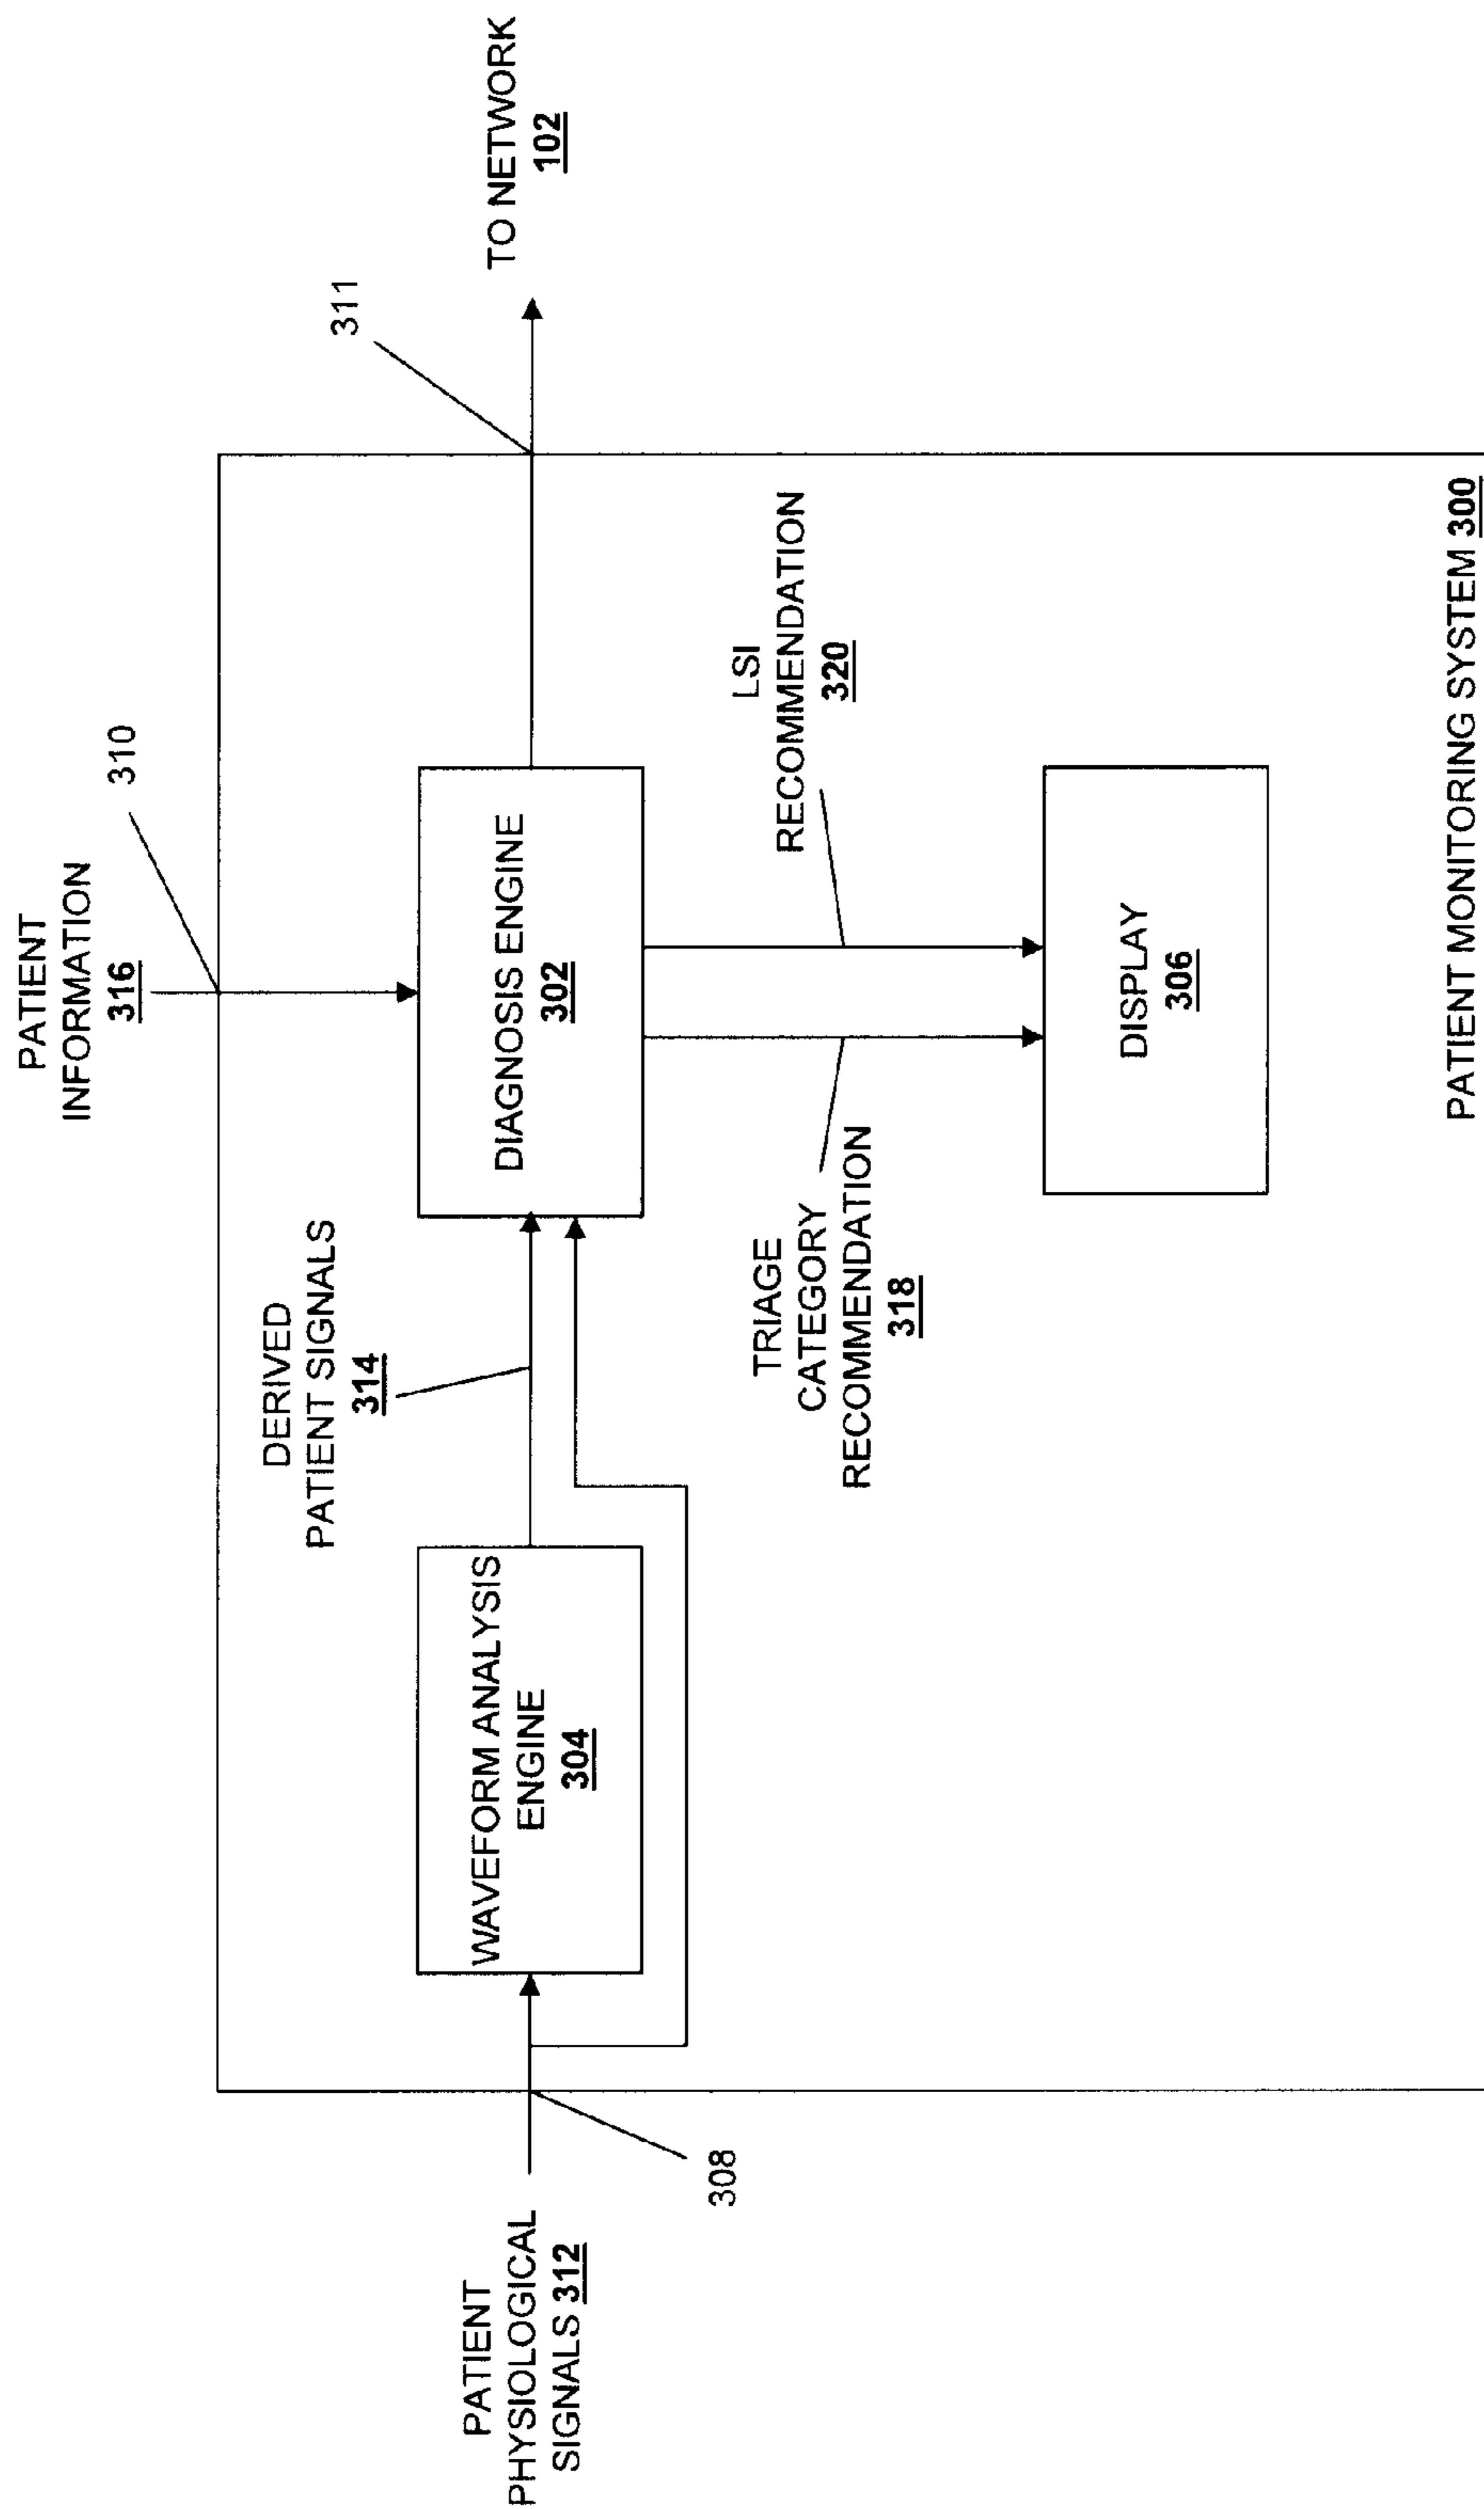 PATIENT
INFORMATION
316
310
311
TO NETWORK
102
DERIVED
PATIENT SIGNALS
314
PATIENT
PHYSIOLOGICAL
SIGNALS 312
308
WAVEFORM ANALYSIS
ENGINE
304
DIAGNOSIS ENGINE
302
TRIAGE
CATEGORY
RECOMMENDATION
318
LSI
RECOMMENDATION
320
DISPLAY
306
PATIENT MONITORING SYSTEM 300